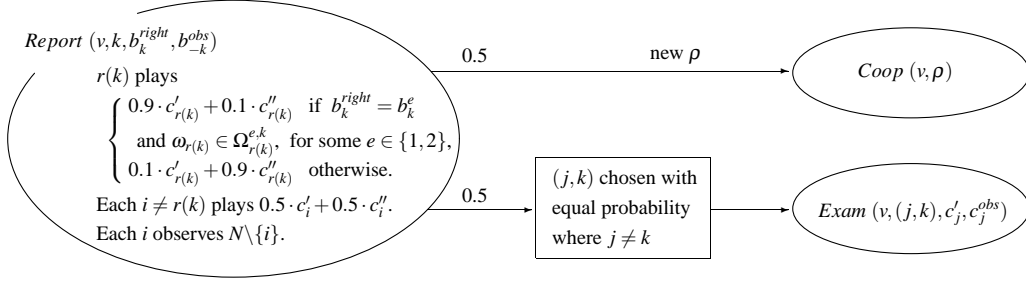 Report (v, k, b_k^{right}, b_{-k}^{obs})
r(k) plays
0.9 · c′_{r(k)} + 0.1 · c″_{r(k)} if b_k^{right} = b_k^e
and ω_{r(k)} ∈ Ω_{r(k)}^{e,k}, for some e ∈ {1,2},
0.1 · c′_{r(k)} + 0.9 · c″_{r(k)} otherwise.
Each i ≠ r(k) plays 0.5 · c′_i + 0.5 · c″_i.
Each i observes N\{i}.
0.5
new ρ
Coop (v, ρ)
0.5
(j, k) chosen with
equal probability
where j ≠ k
Exam (v, (j, k), c′_j, c_j^{obs})